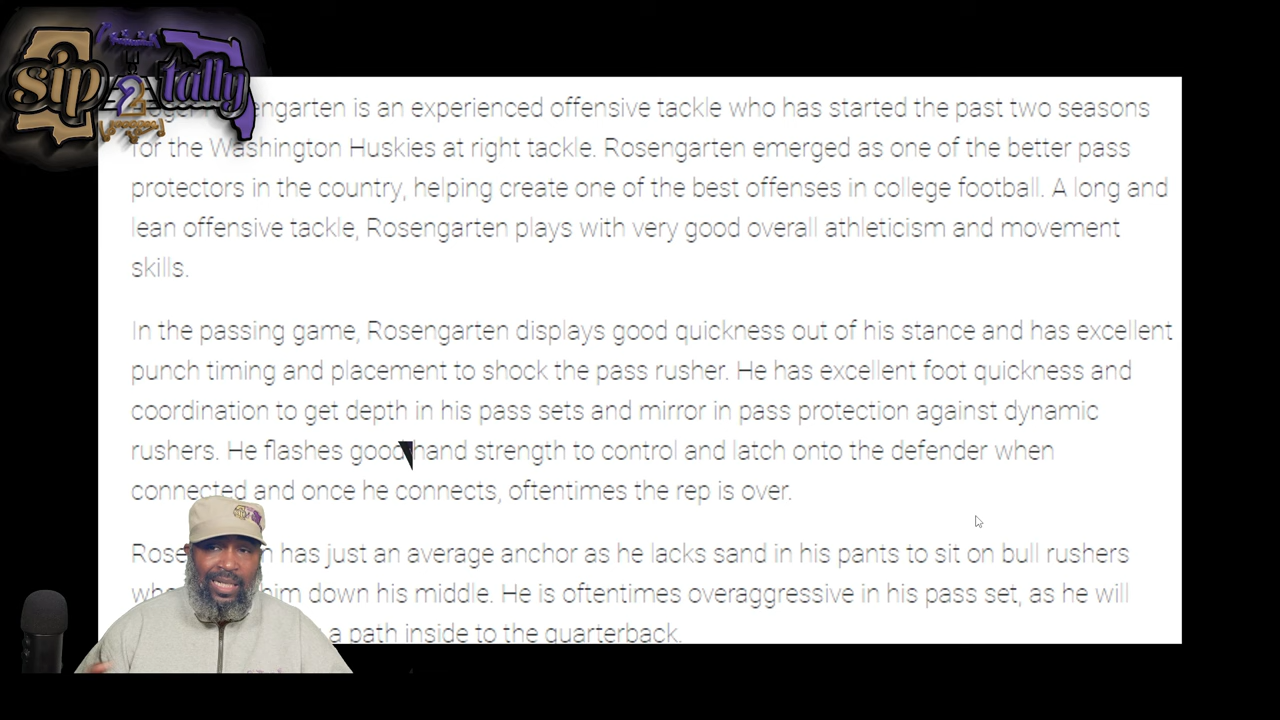 sip 2 tally
engarten is an experienced offensive tackle who has started the past two seasons
for the Washington Huskies at right tackle. Rosengarten emerged as one of the better pass
protectors in the country, helping create one of the best offenses in college football. A long and
lean offensive tackle, Rosengarten plays with very good overall athleticism and movement
skills.
In the passing game, Rosengarten displays good quickness out of his stance and has excellent
punch timing and placement to shock the pass rusher. He has excellent foot quickness and
coordination to get depth in his pass sets and mirror in pass protection against dynamic
rushers. He flashes good hand strength to control and latch onto the defender when
connected and once he connects, oftentimes the rep is over.
has just an average anchor as he lacks sand in his pants to sit on bull rushers
him down his middle. He is oftentimes overaggressive in his pass set, as he will
a path inside to the quarterback.